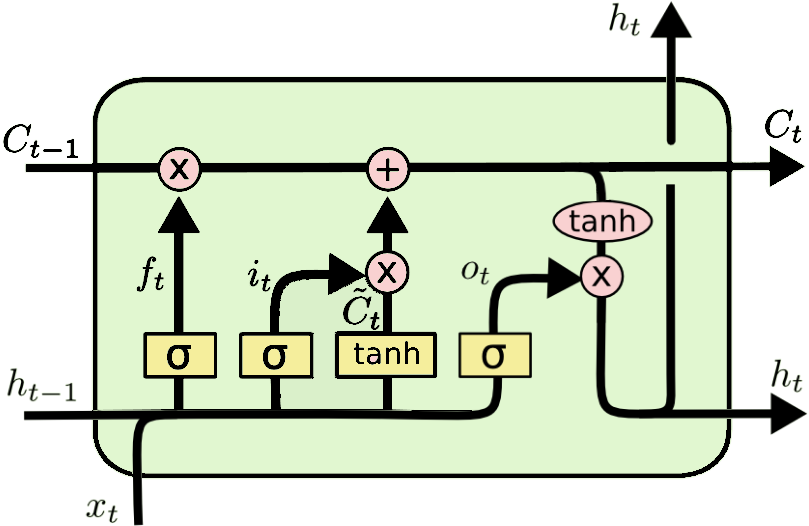 h_t
C_{t-1} x + C_t
tanh
f_t i_t x o_t x
\tilde{C}_t
σ σ tanh σ
h_{t-1} h_t
x_t